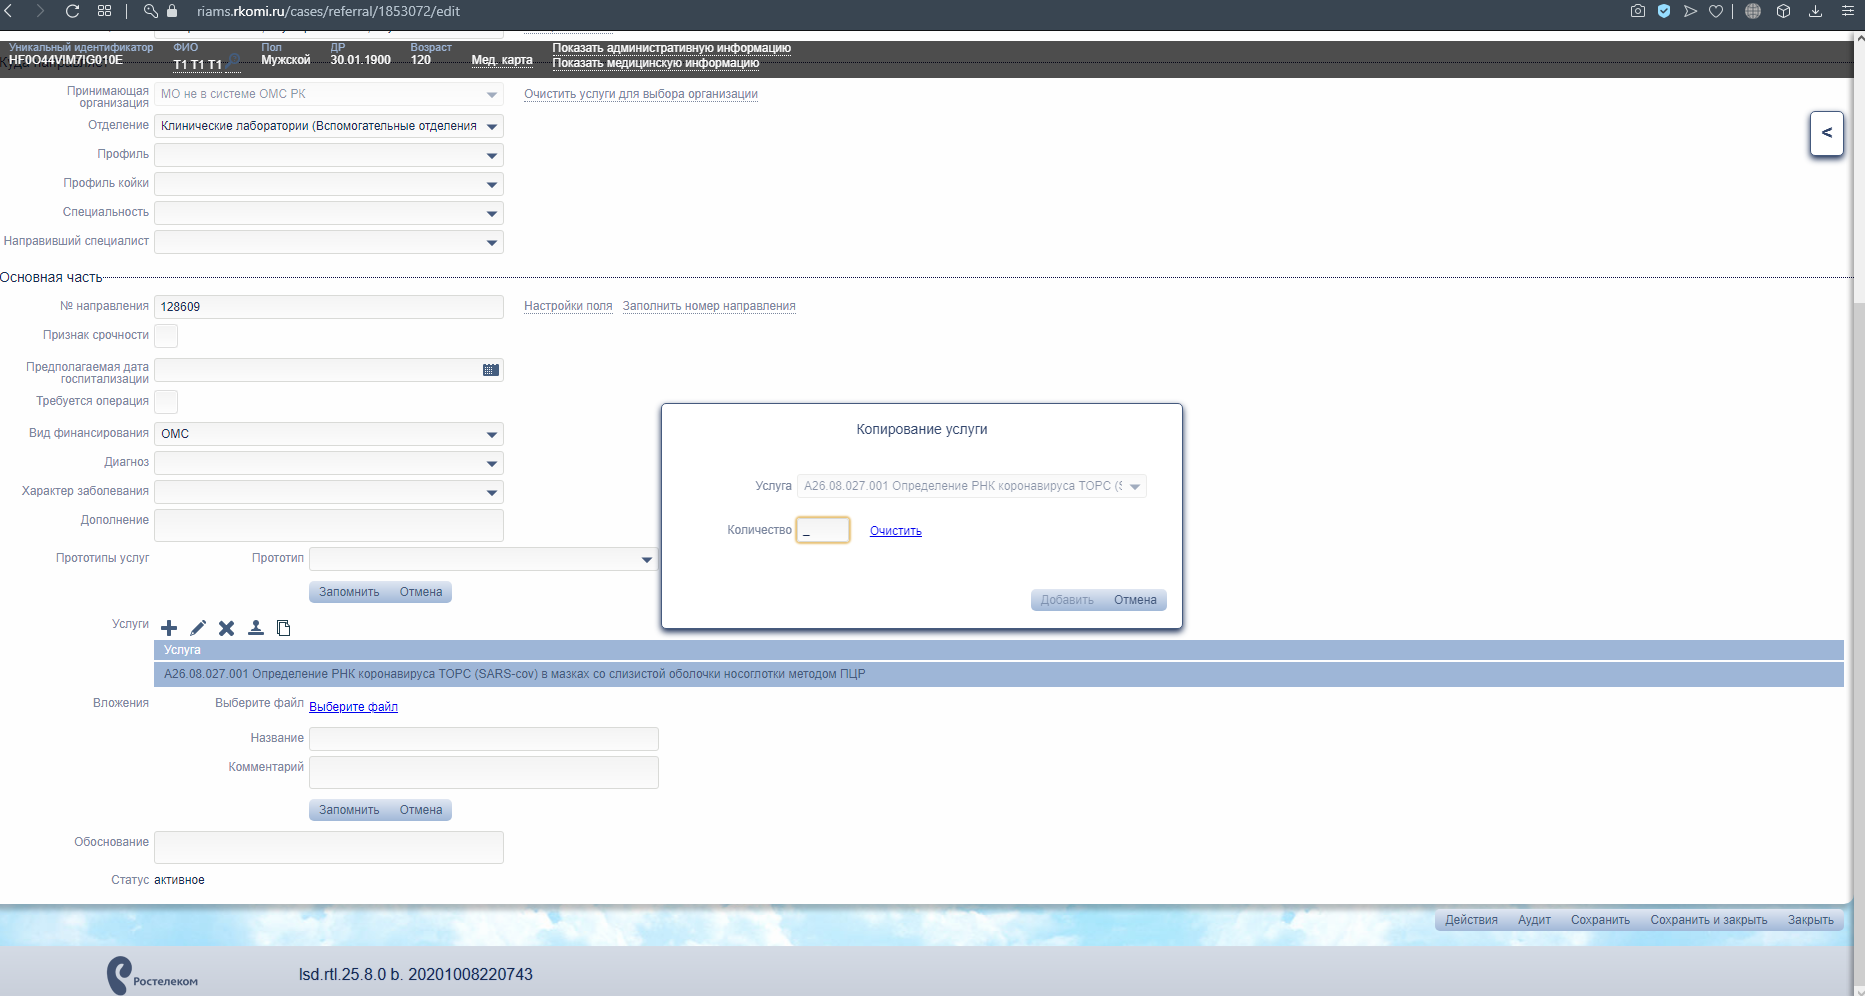 riams.rkomi.ru/cases/referral/1853072/edit
Уникальный идентификатор ФИО Пол ДР Возраст Показать административную информацию
HF0O44VIM7IG010E Т1 Т1 Т1 Мужской 30.01.1900 120 Мед. карта Показать медицинскую информацию
Принимающая организация МО не в системе ОМС РК Очистить услуги для выбора организации
Отделение Клинические лаборатории (Вспомогательные отделения
Профиль
Профиль койки
Специальность
Направивший специалист
Основная часть
№ направления 128609 Настройки поля Заполнить номер направления
Признак срочности
Предполагаемая дата госпитализации
Требуется операция
Вид финансирования ОМС
Диагноз
Характер заболевания
Дополнение
Прототипы услуг Прототип
Запомнить Отмена
Копирование услуги
Услуга A26.08.027.001 Определение РНК коронавируса ТОРС (S
Количество _ Очистить
Добавить Отмена
Услуги
Услуга
A26.08.027.001 Определение РНК коронавируса ТОРС (SARS-cov) в мазках со слизистой оболочки носоглотки методом ПЦР
Вложения Выберите файл Выберите файл
Название
Комментарий
Запомнить Отмена
Обоснование
Статус активное
Действия Аудит Сохранить Сохранить и закрыть Закрыть
Ростелеком lsd.rtl.25.8.0 b. 20201008220743
<